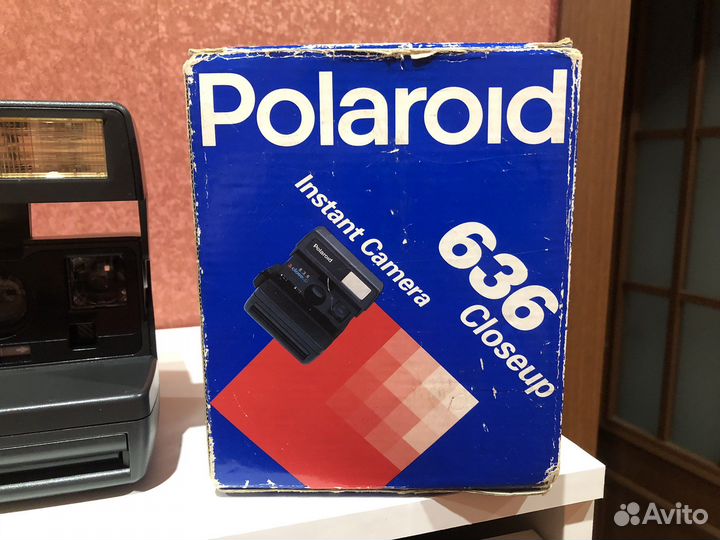 Polaroid
Instant Camera
636
Closeup
Polaroid
Avito